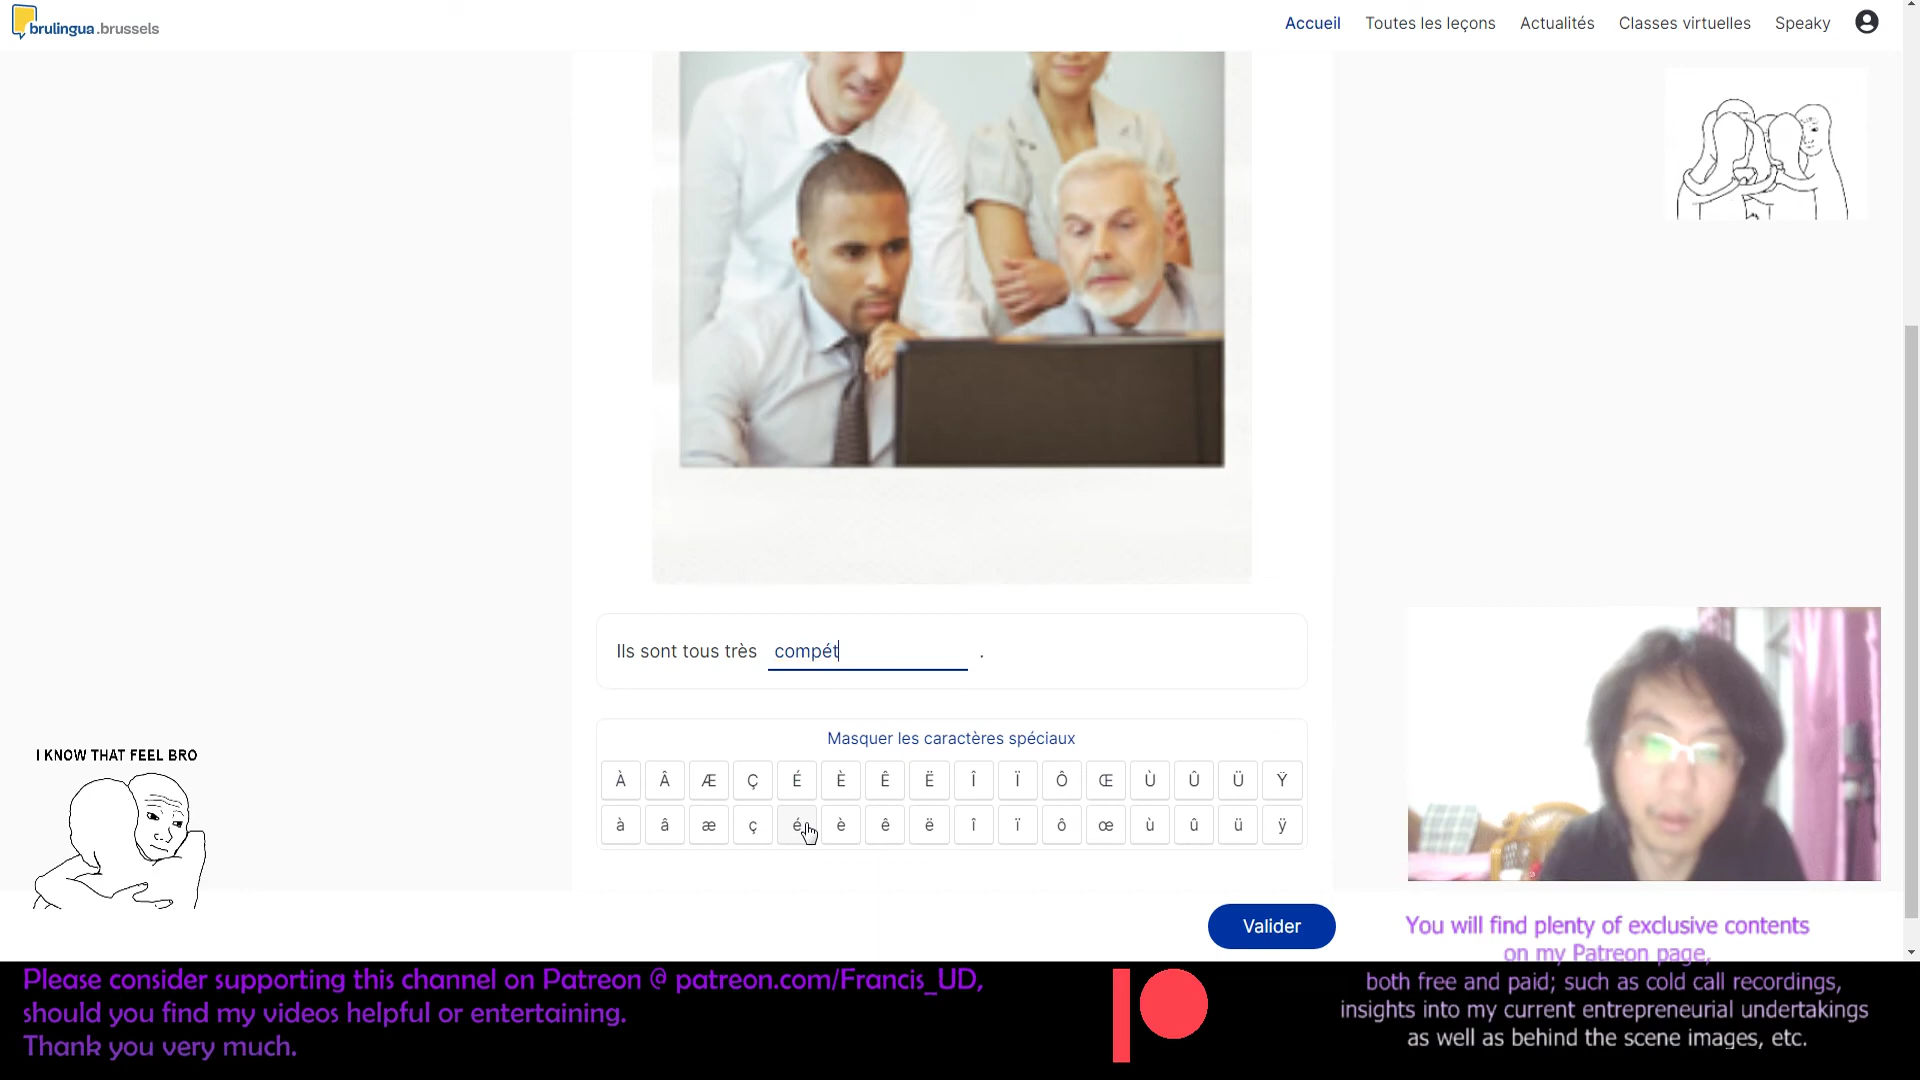 brulingua.brussels
Accueil Toutes les leçons Actualités Classes virtuelles Speaky
Ils sont tous très compét .
Masquer les caractères spéciaux
À Â Æ Ç É È Ê Ë Î Ï Ô Œ Ù Û Ü Ÿ
à â æ ç é è ê ë î ï ô œ ù û ü ÿ
Valider
I KNOW THAT FEEL BRO
You will find plenty of exclusive contents
on my Patreon page,
both free and paid; such as cold call recordings,
insights into my current entrepreneurial undertakings
as well as behind the scene images, etc.
Please consider supporting this channel on Patreon @ patreon.com/Francis_UD,
should you find my videos helpful or entertaining.
Thank you very much.